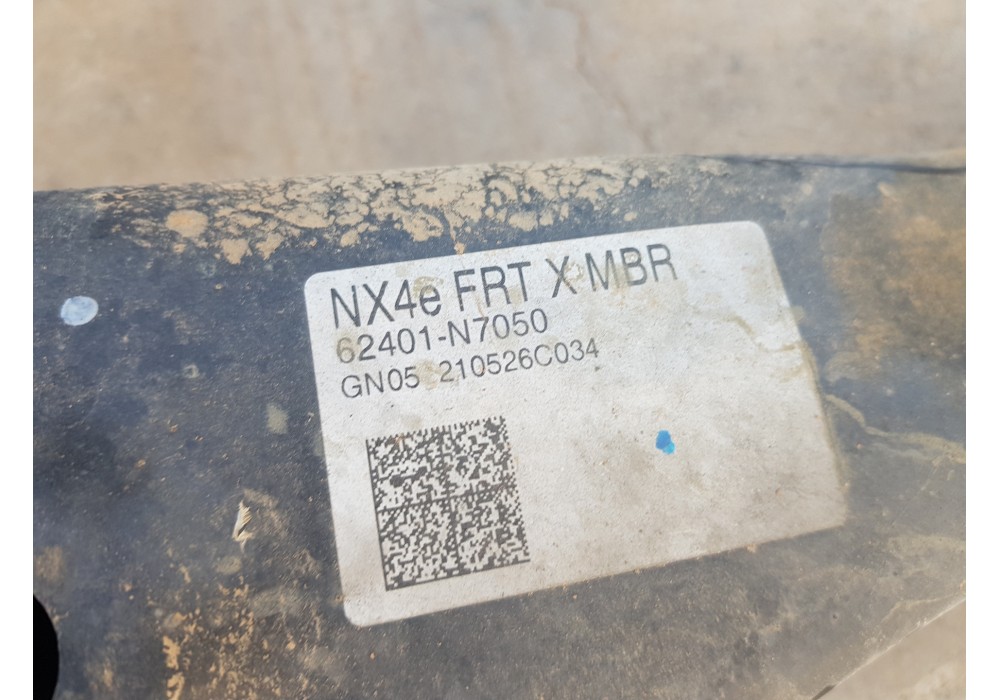 NX4e FRT X MBR
62401-N7050
GN05 210526C034